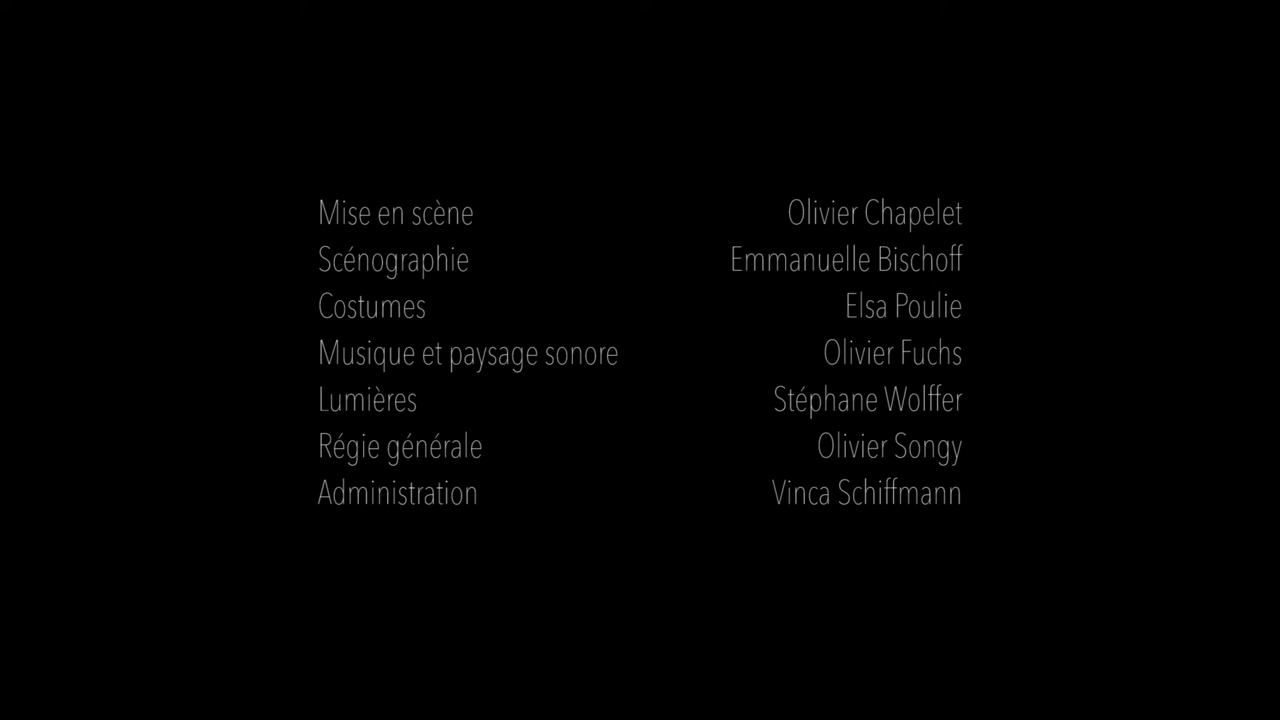 Mise en scène Olivier Chapelet
Scénographie Emmanuelle Bischoff
Costumes Elsa Poulie
Musique et paysage sonore Olivier Fuchs
Lumières Stéphane Wolffer
Régie générale Olivier Songy
Administration Vinca Schiffmann